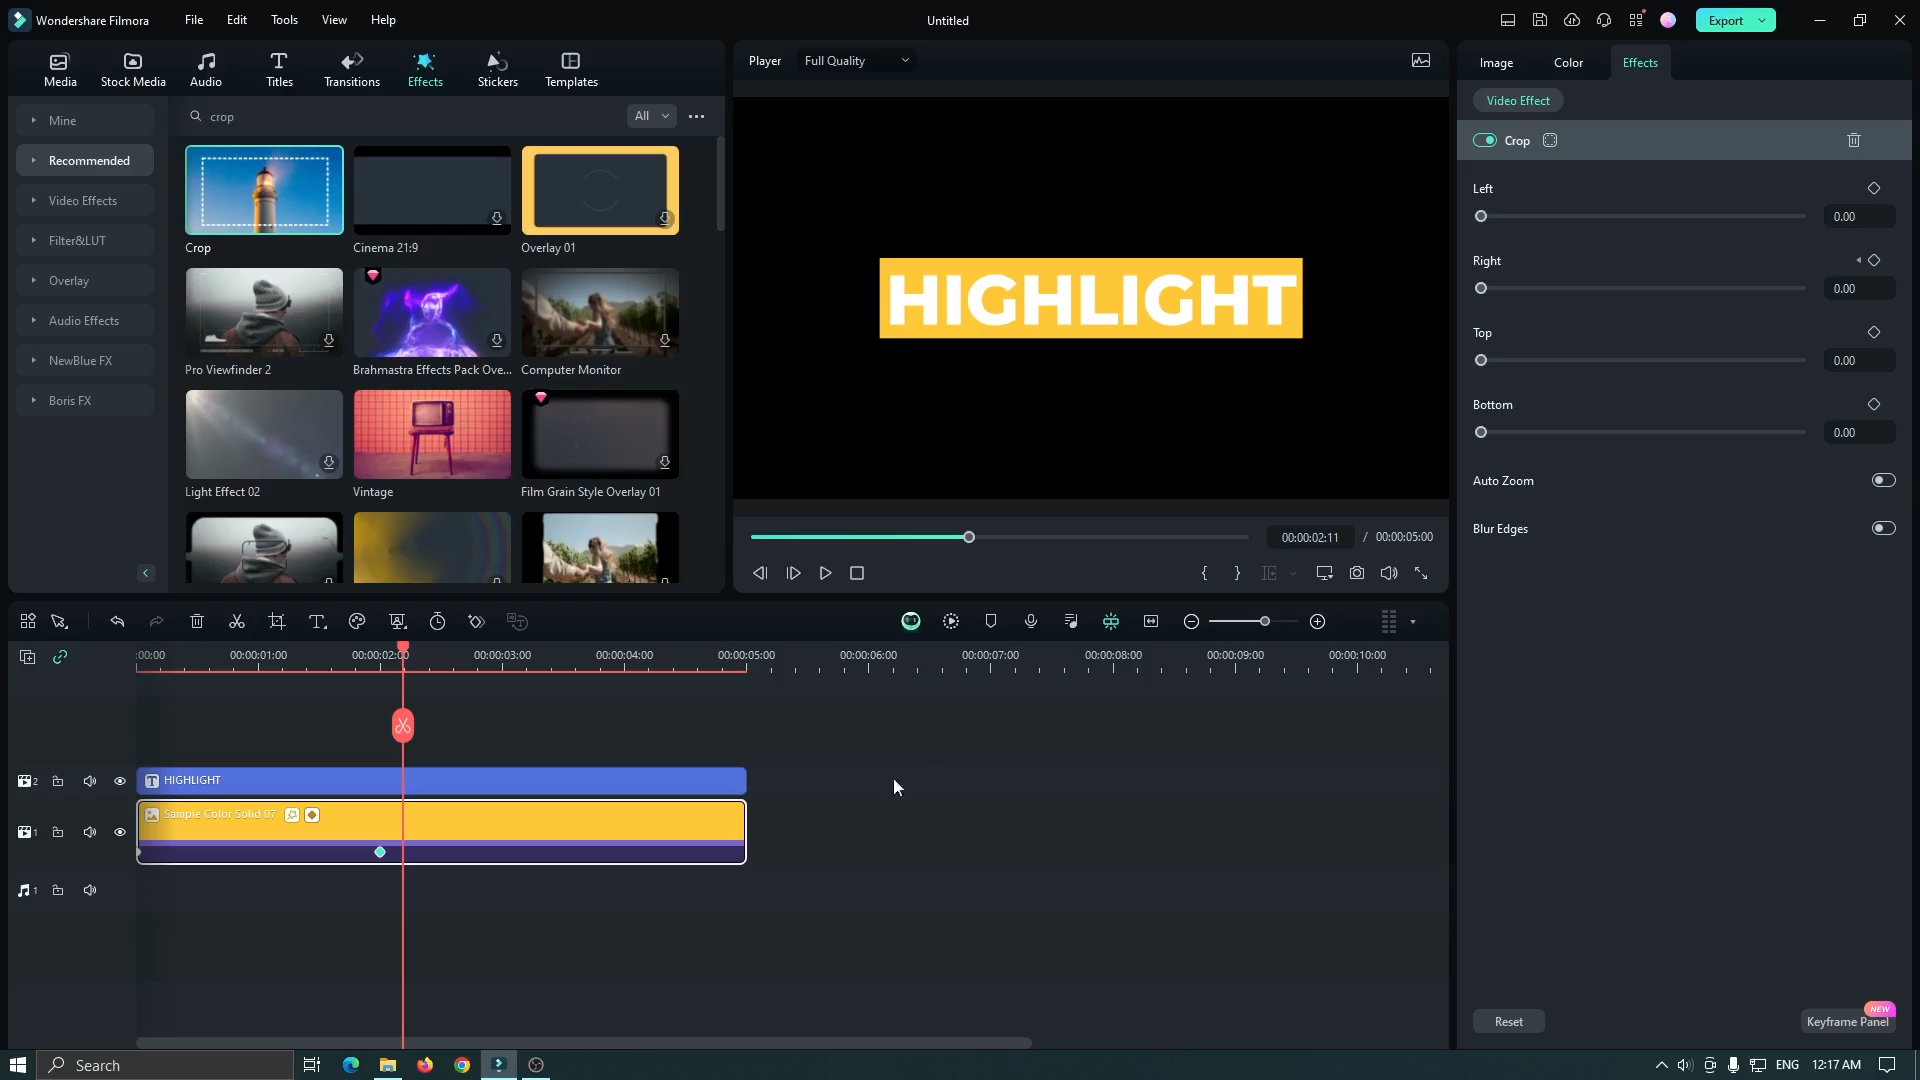 Wondershare Filmora File Edit Tools View Help Untitled Export
Media Stock Media Audio Titles Transitions Effects Stickers Templates
Mine
Recommended
Video Effects
Filter&LUT
Overlay
Audio Effects
NewBlue FX
Boris FX
crop All
Crop Cinema 21:9 Overlay 01
Pro Viewfinder 2 Brahmastra Effects Pack Ove... Computer Monitor
Light Effect 02 Vintage Film Grain Style Overlay 01
Player Full Quality
HIGHLIGHT
00:00:02:11 / 00:00:05:00
Image Color Effects
Video Effect
Crop
Left
0.00
Right
0.00
Top
0.00
Bottom
0.00
Auto Zoom
Blur Edges
Reset NEW
Keyframe Panel
:00:00 00:00:01:00 00:00:02:00 00:00:03:00 00:00:04:00 00:00:05:00 00:00:06:00 00:00:07:00 00:00:08:00 00:00:09:00 00:00:10:00
2 HIGHLIGHT
1 Sample Color Solid 07
1
Search ENG 12:17 AM